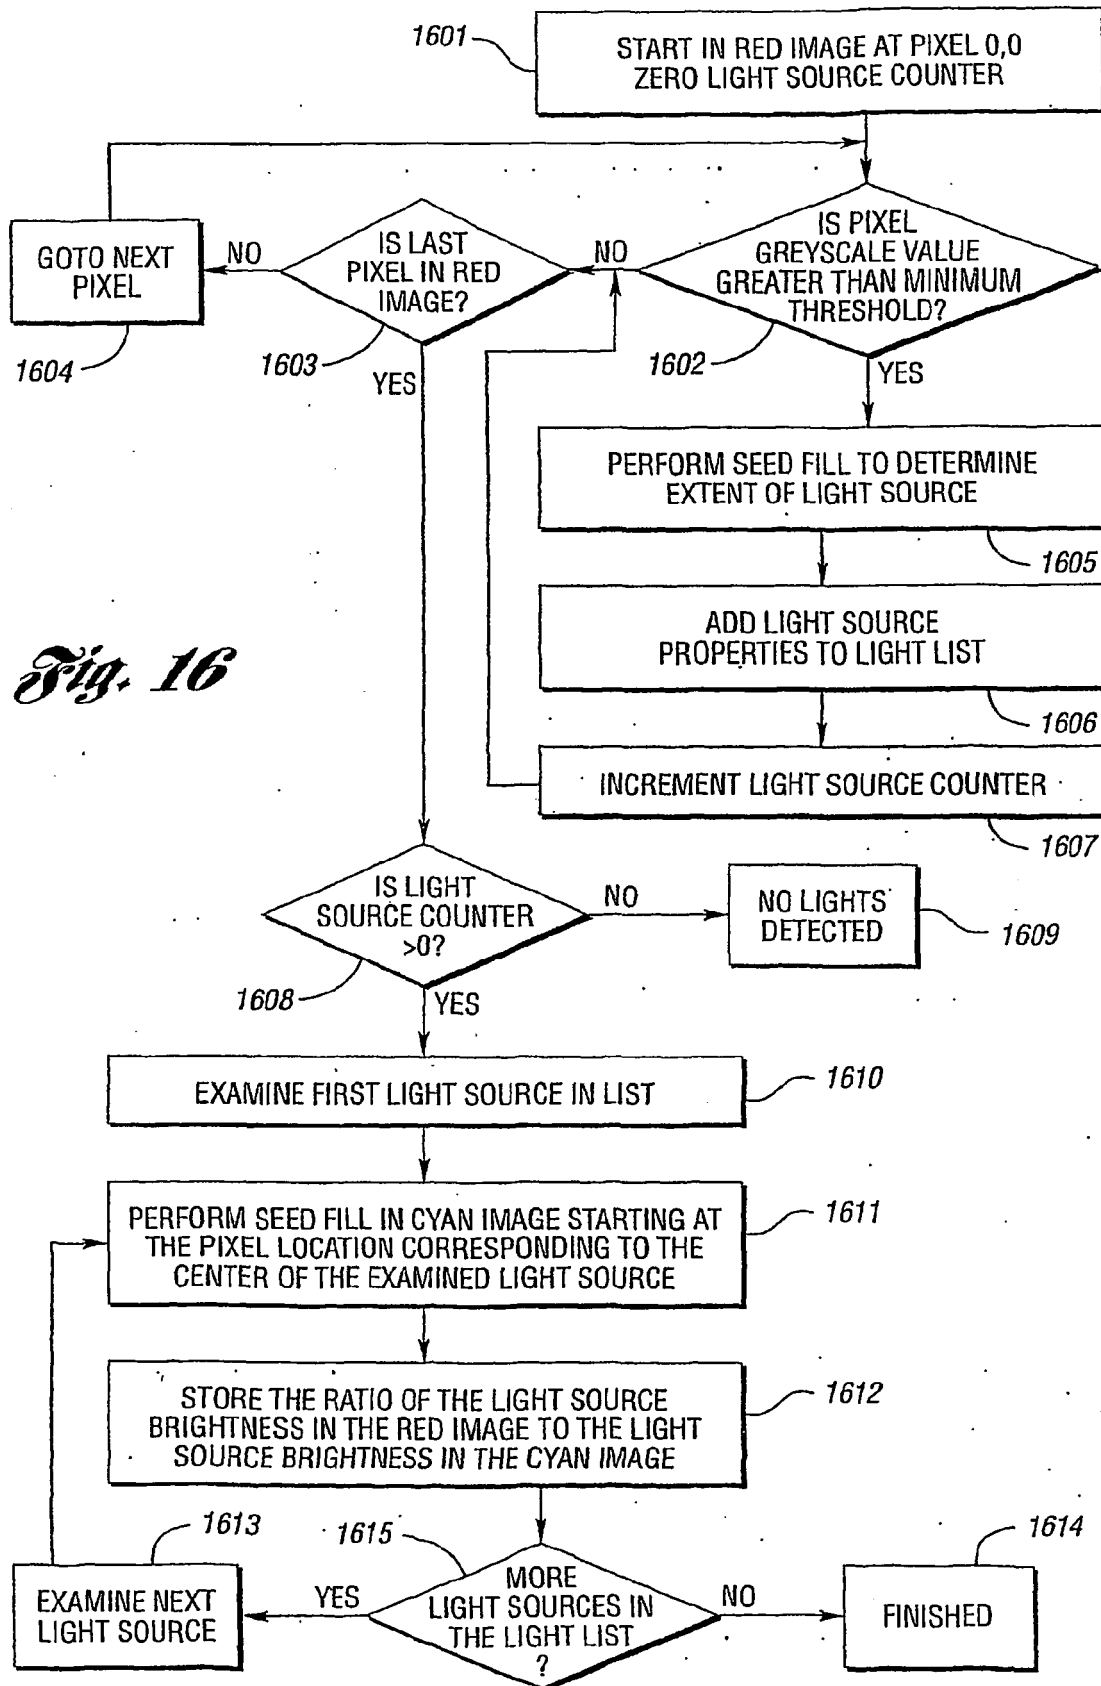 1601
START IN RED IMAGE AT PIXEL 0,0
ZERO LIGHT SOURCE COUNTER
GOTO NEXT
PIXEL
1604
NO
IS LAST
PIXEL IN RED
IMAGE?
1603
YES
NO
IS PIXEL
GREYSCALE VALUE
GREATER THAN MINIMUM
THRESHOLD?
1602
YES
PERFORM SEED FILL TO DETERMINE
EXTENT OF LIGHT SOURCE
1605
ADD LIGHT SOURCE
PROPERTIES TO LIGHT LIST
1606
INCREMENT LIGHT SOURCE COUNTER
1607
Fig. 16
IS LIGHT
SOURCE COUNTER
>0?
1608
NO
NO LIGHTS
DETECTED
1609
YES
EXAMINE FIRST LIGHT SOURCE IN LIST
1610
PERFORM SEED FILL IN CYAN IMAGE STARTING AT
THE PIXEL LOCATION CORRESPONDING TO THE
CENTER OF THE EXAMINED LIGHT SOURCE
1611
STORE THE RATIO OF THE LIGHT SOURCE
BRIGHTNESS IN THE RED IMAGE TO THE LIGHT
SOURCE BRIGHTNESS IN THE CYAN IMAGE
1612
1613
EXAMINE NEXT
LIGHT SOURCE
YES
1615
MORE
LIGHT SOURCES IN
THE LIGHT LIST
?
NO
1614
FINISHED